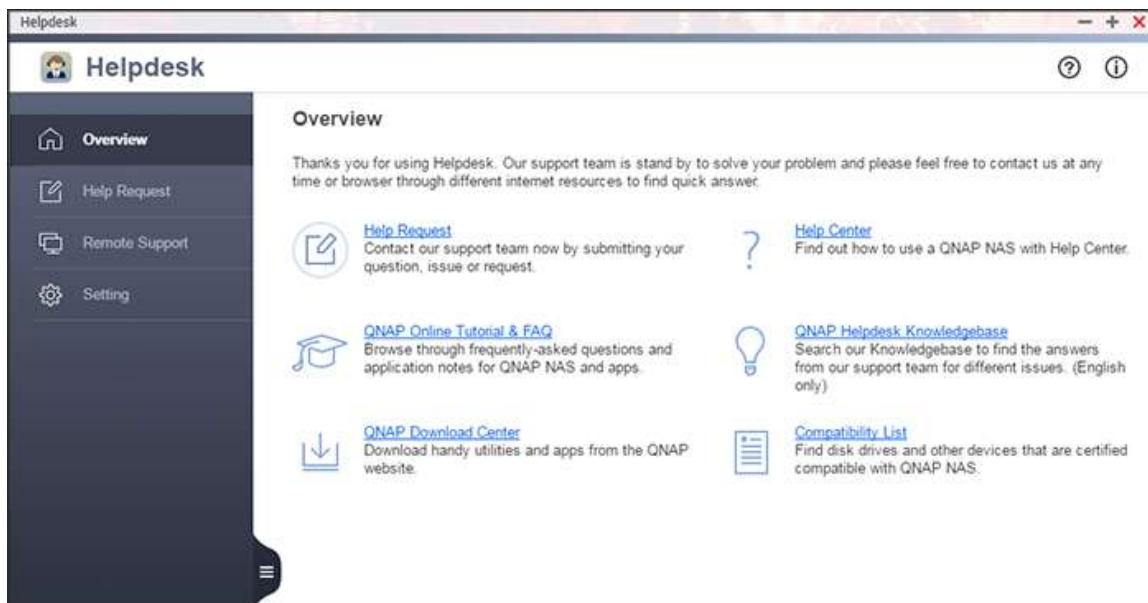 Helpdesk
Helpdesk
Overview
Help Request
Remote Support
Setting
Overview
Thanks you for using Helpdesk. Our support team is stand by to solve your problem and please feel free to contact us at any
time or browser through different internet resources to find quick answer.
Help Request
Contact our support team now by submitting your
question, issue or request.
Help Center
Find out how to use a QNAP NAS with Help Center.
QNAP Online Tutorial & FAQ
Browse through frequently-asked questions and
application notes for QNAP NAS and apps.
QNAP Helpdesk Knowledgebase
Search our Knowledgebase to find the answers
from our support team for different issues. (English
only)
QNAP Download Center
Download handy utilities and apps from the QNAP
website.
Compatibility List
Find disk drives and other devices that are certified
compatible with QNAP NAS.